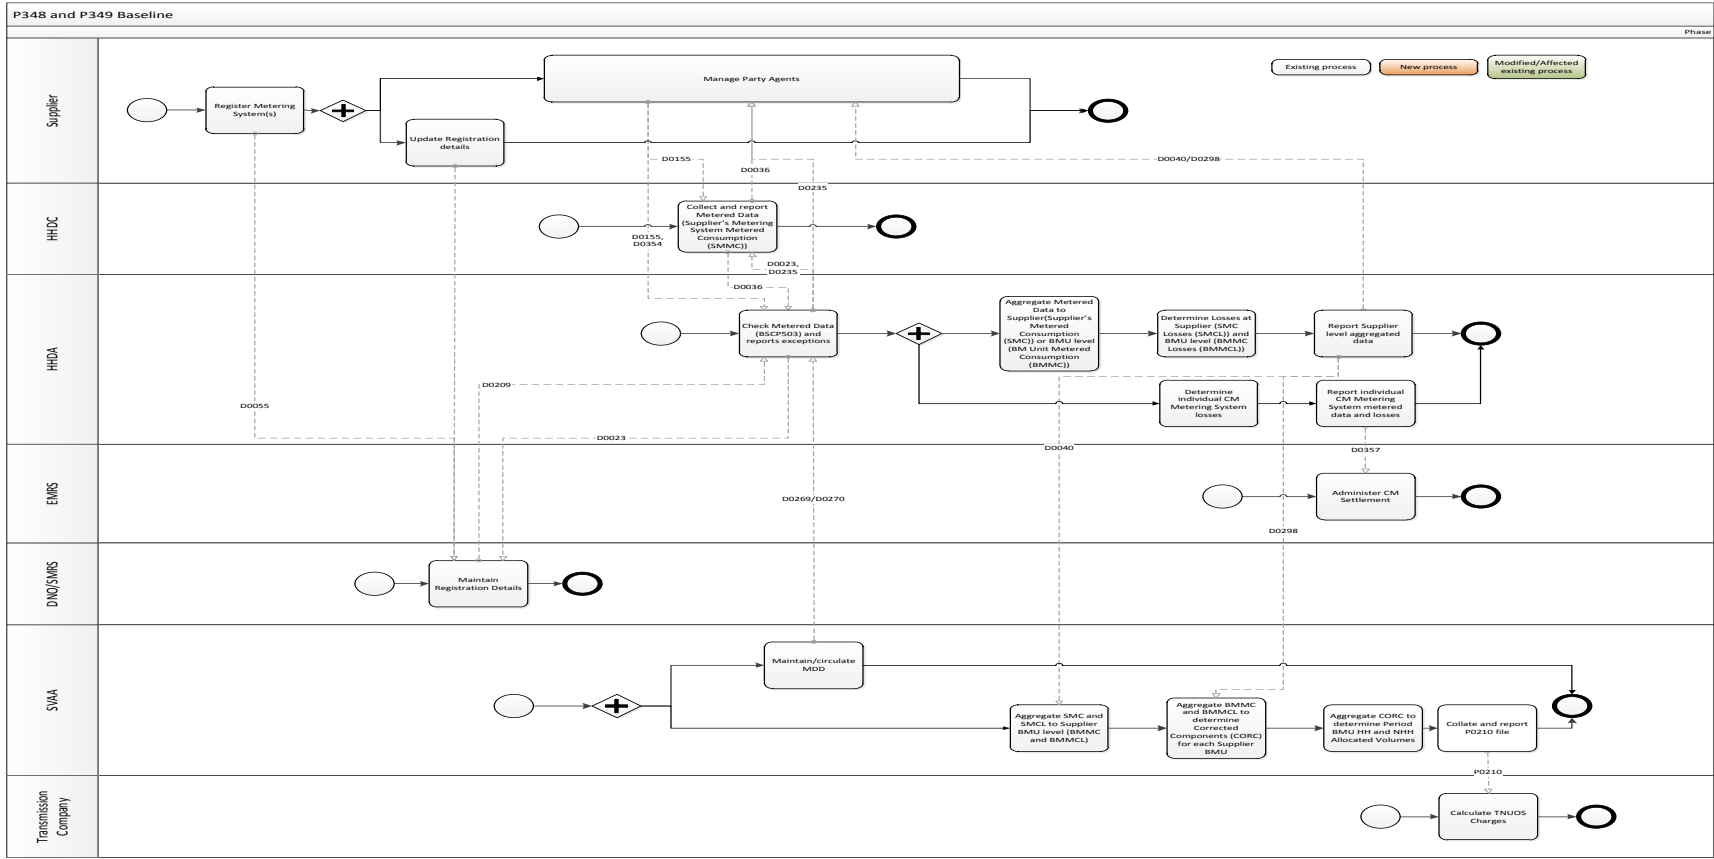 P348 and P349 Baseline
Phase
Supplier
Register Metering
System(s)
Manage Party Agents
Update Registration
details
Existing process
New process
Modified/Affected
existing process
D0155
D0036
D0235
D0040/D0298
HHDC
Collect and report
Metered Data
(Supplier's Metering
System Metered
Consumption
(SMMC))
D0155,
D0354
D0023,
D0235
D0036
HHDA
Check Metered Data
(BSCP503) and
reports exceptions
Aggregate Metered
Data to
Supplier(Supplier's
Metered
Consumption
(SMC)) or BMU level
(BM Unit Metered
Consumption
(BMMC))
Determine Losses at
Supplier (SMC
Losses (SMCL)) and
BMU level (BMMC
Losses (BMMCL))
Report Supplier
level aggregated
data
Determine
individual CM
Metering System
losses
Report individual
CM Metering
System metered
data and losses
D0209
D0055
D0023
D0040
D0357
EMRS
Administer CM
Settlement
D0269/D0270
D0298
DNO/SMRS
Maintain
Registration Details
SVAA
Maintain/circulate
MDD
Aggregate SMC and
SMCL to Supplier
BMU level (BMMC
and BMMCL)
Aggregate BMMC
and BMMCL to
determine
Corrected
Components (CORC)
for each Supplier
BMU
Aggregate CORC to
determine Period
BMU HH and NHH
Allocated Volumes
Collate and report
P0210 file
P0210
Transmission
Company
Calculate TNUOS
Charges